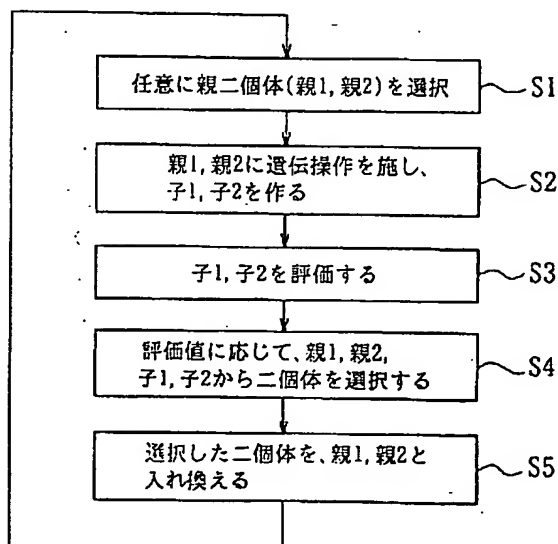 任意に親二個体(親1,親2)を選択
S1
親1,親2に遺伝操作を施し、
子1,子2を作る
S2
子1,子2を評価する
S3
評価値に応じて、親1,親2,
子1,子2から二個体を選択する
S4
選択した二個体を、親1,親2と
入れ換える
S5